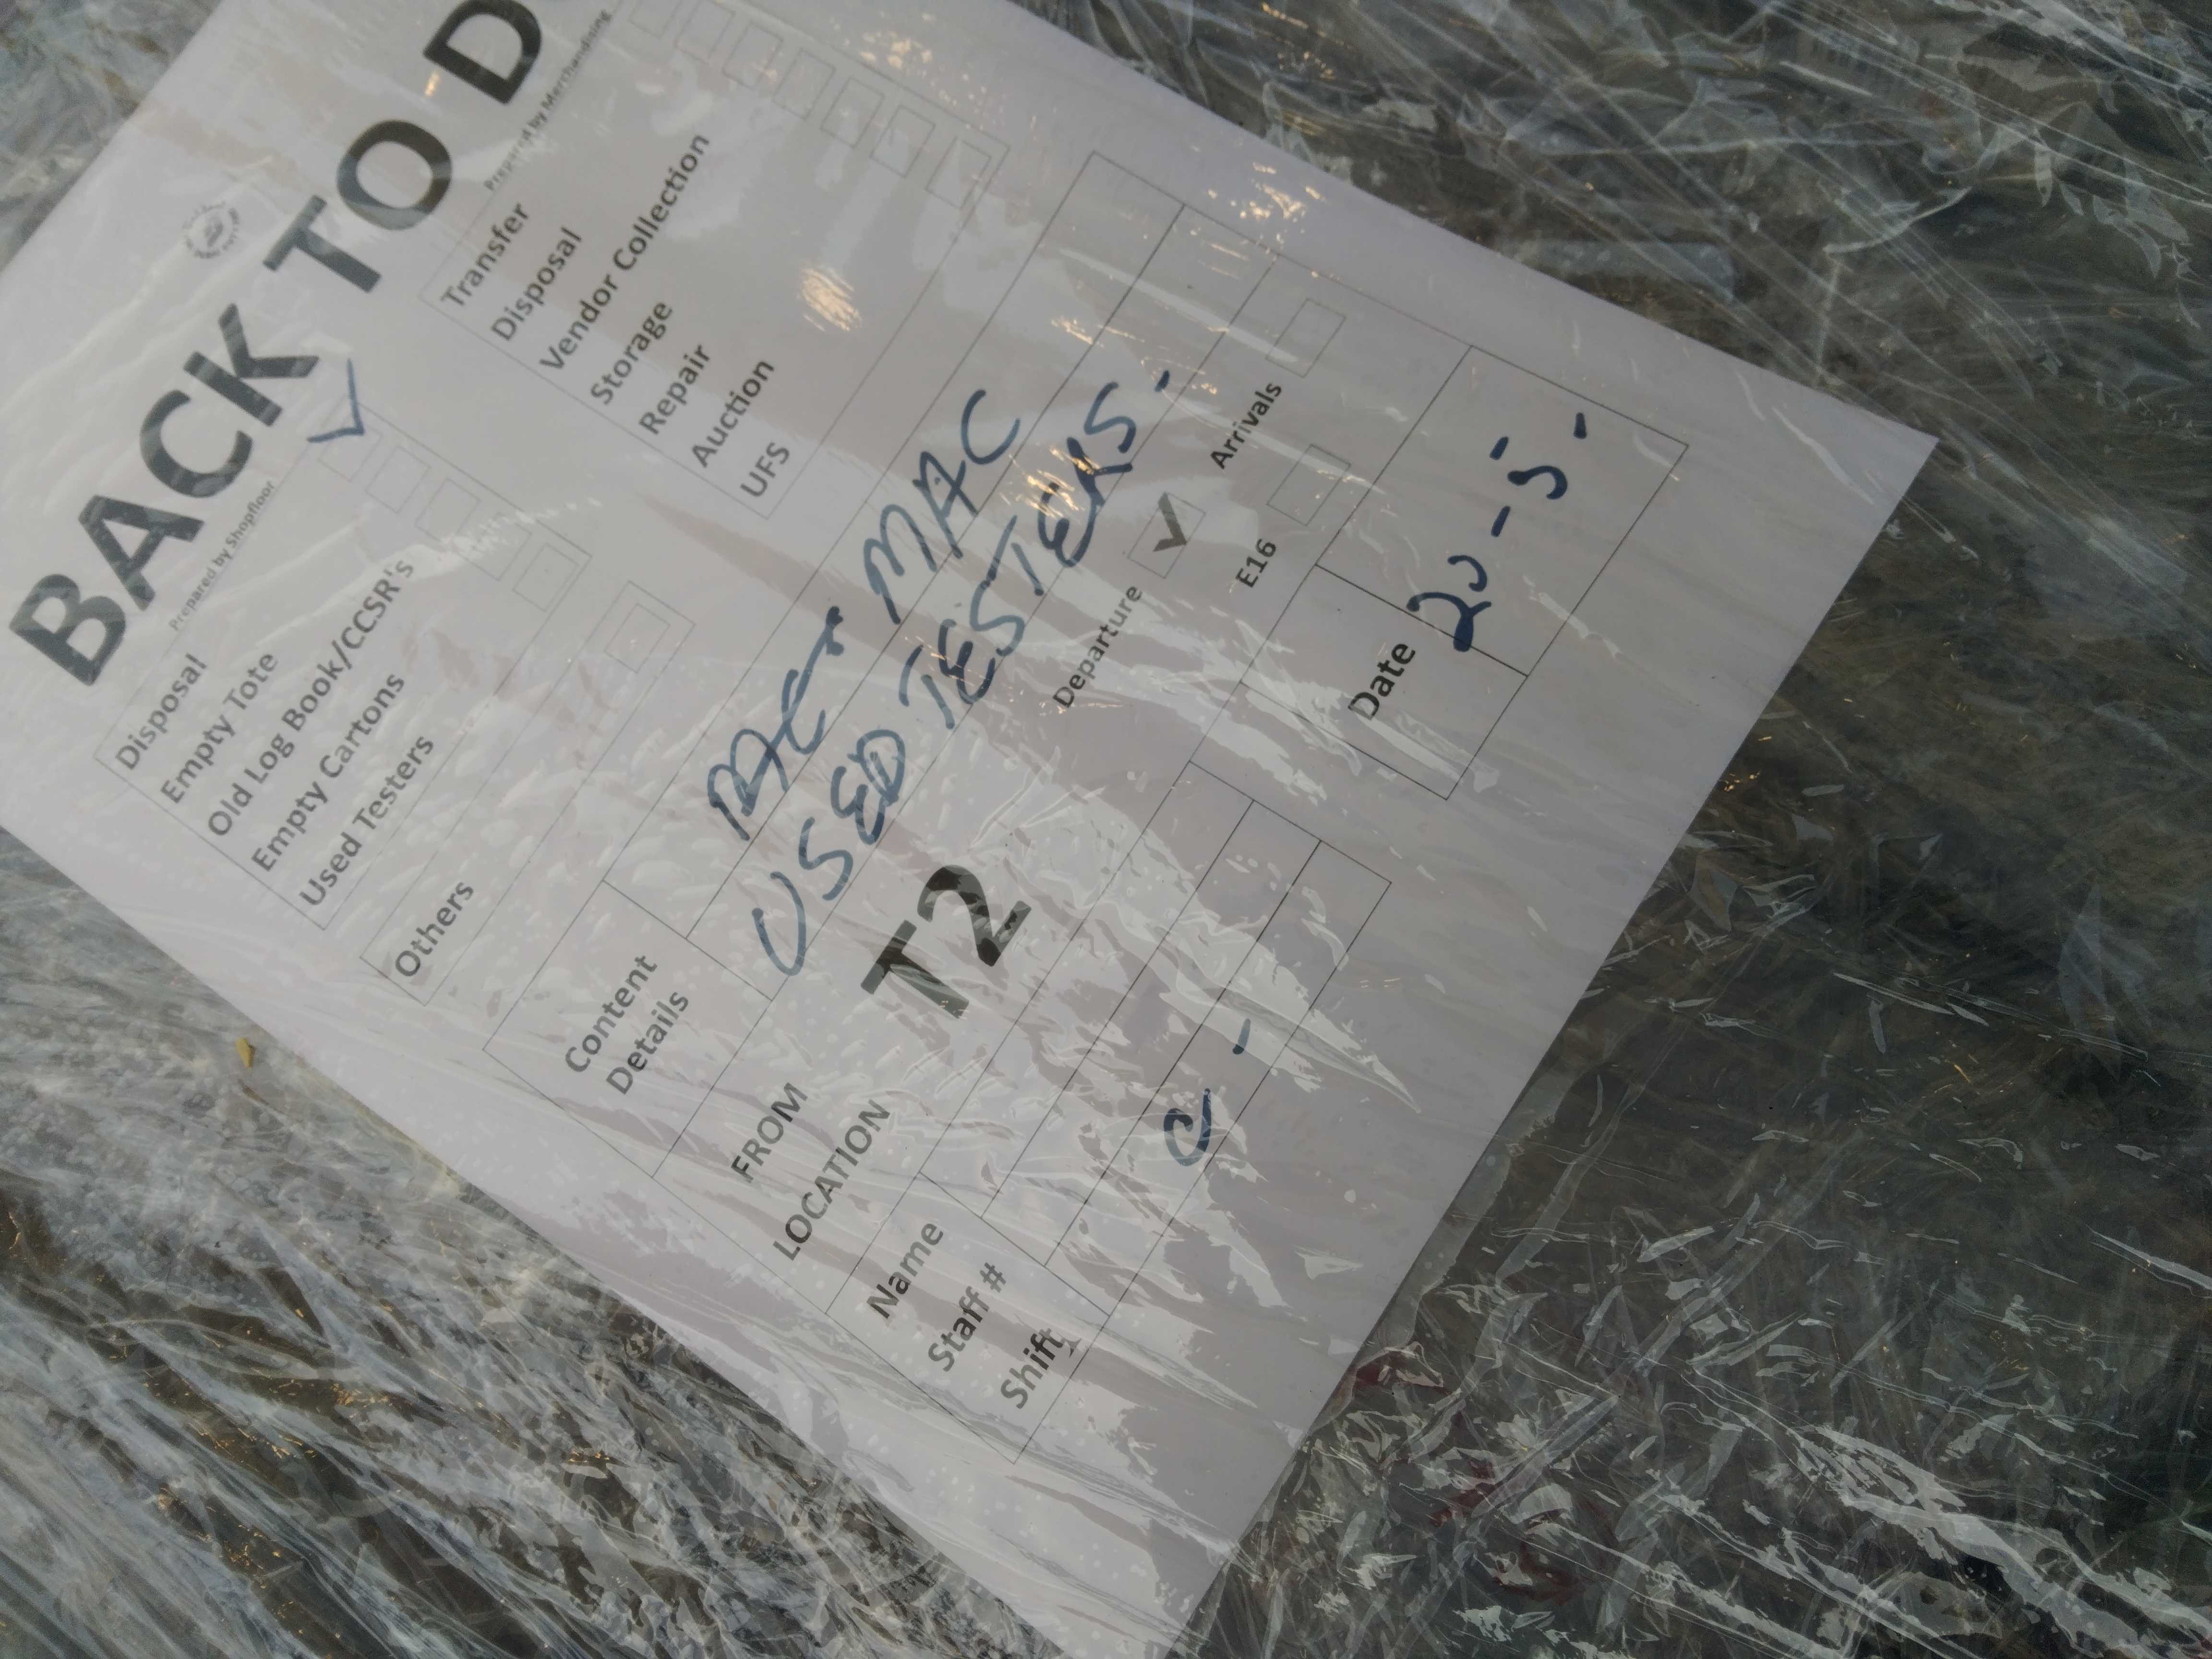 BACK TO D
Prepared by Shopfloor
Prepared by Merchandising
Disposal
Empty Tote
Old Log Book/CCSR's
Empty Cartons
Used Testers
Others
Transfer
Disposal
Vendor Collection
Storage
Repair
Auction
UFS
Content
Details
MAC
USED TESTERS-
FROM
LOCATION
T2
Departure ✓ Arrivals
E16
Name
Staff #
Shift C -
Date 20-5-